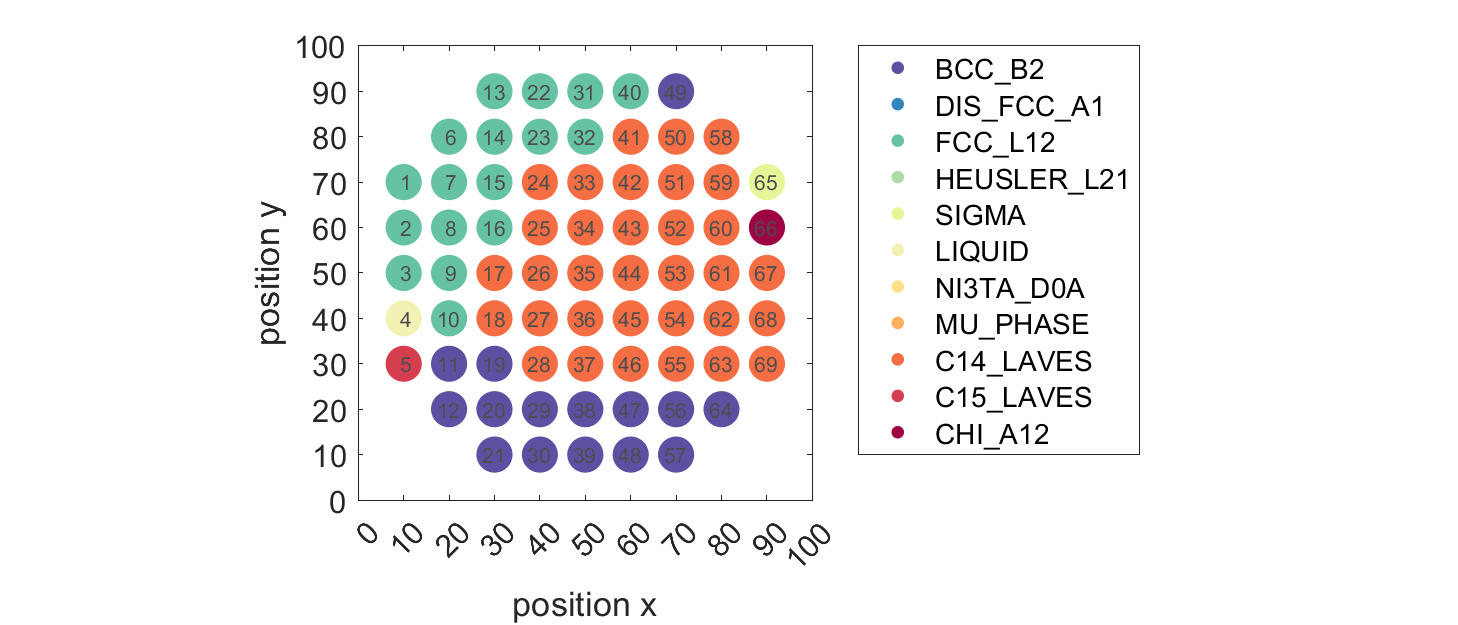 100
90 13 22 31 40 49
80 6 14 23 32 41 50 58
70 1 7 15 24 33 42 51 59 65
60 2 8 16 25 34 43 52 60 66
50 3 9 17 26 35 44 53 61 67
40 4 10 18 27 36 45 54 62 68
30 5 11 19 28 37 46 55 63 69
20 12 20 29 38 47 56 64
10 21 30 39 48 57
0
0 10 20 30 40 50 60 70 80 90 100
position x
position y
BCC_B2
DIS_FCC_A1
FCC_L12
HEUSLER_L21
SIGMA
LIQUID
NI3TA_D0A
MU_PHASE
C14_LAVES
C15_LAVES
CHI_A12